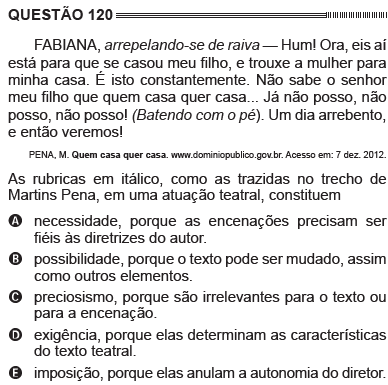 QUESTÃO 120
FABIANA, arrepelando-se de raiva — Hum! Ora, eis aí
está para que se casou meu filho, e trouxe a mulher para
minha casa. É isto constantemente. Não sabe o senhor
meu filho que quem casa quer casa... Já não posso, não
posso, não posso! (Batendo com o pé). Um dia arrebento,
e então veremos!
PENA, M. Quem casa quer casa. www.dominiopublico.gov.br. Acesso em: 7 dez. 2012.
As rubricas em itálico, como as trazidas no trecho de
Martins Pena, em uma atuação teatral, constituem
A necessidade, porque as encenações precisam ser
fiéis às diretrizes do autor.
B possibilidade, porque o texto pode ser mudado, assim
como outros elementos.
C preciosismo, porque são irrelevantes para o texto ou
para a encenação.
D exigência, porque elas determinam as características
do texto teatral.
E imposição, porque elas anulam a autonomia do diretor.